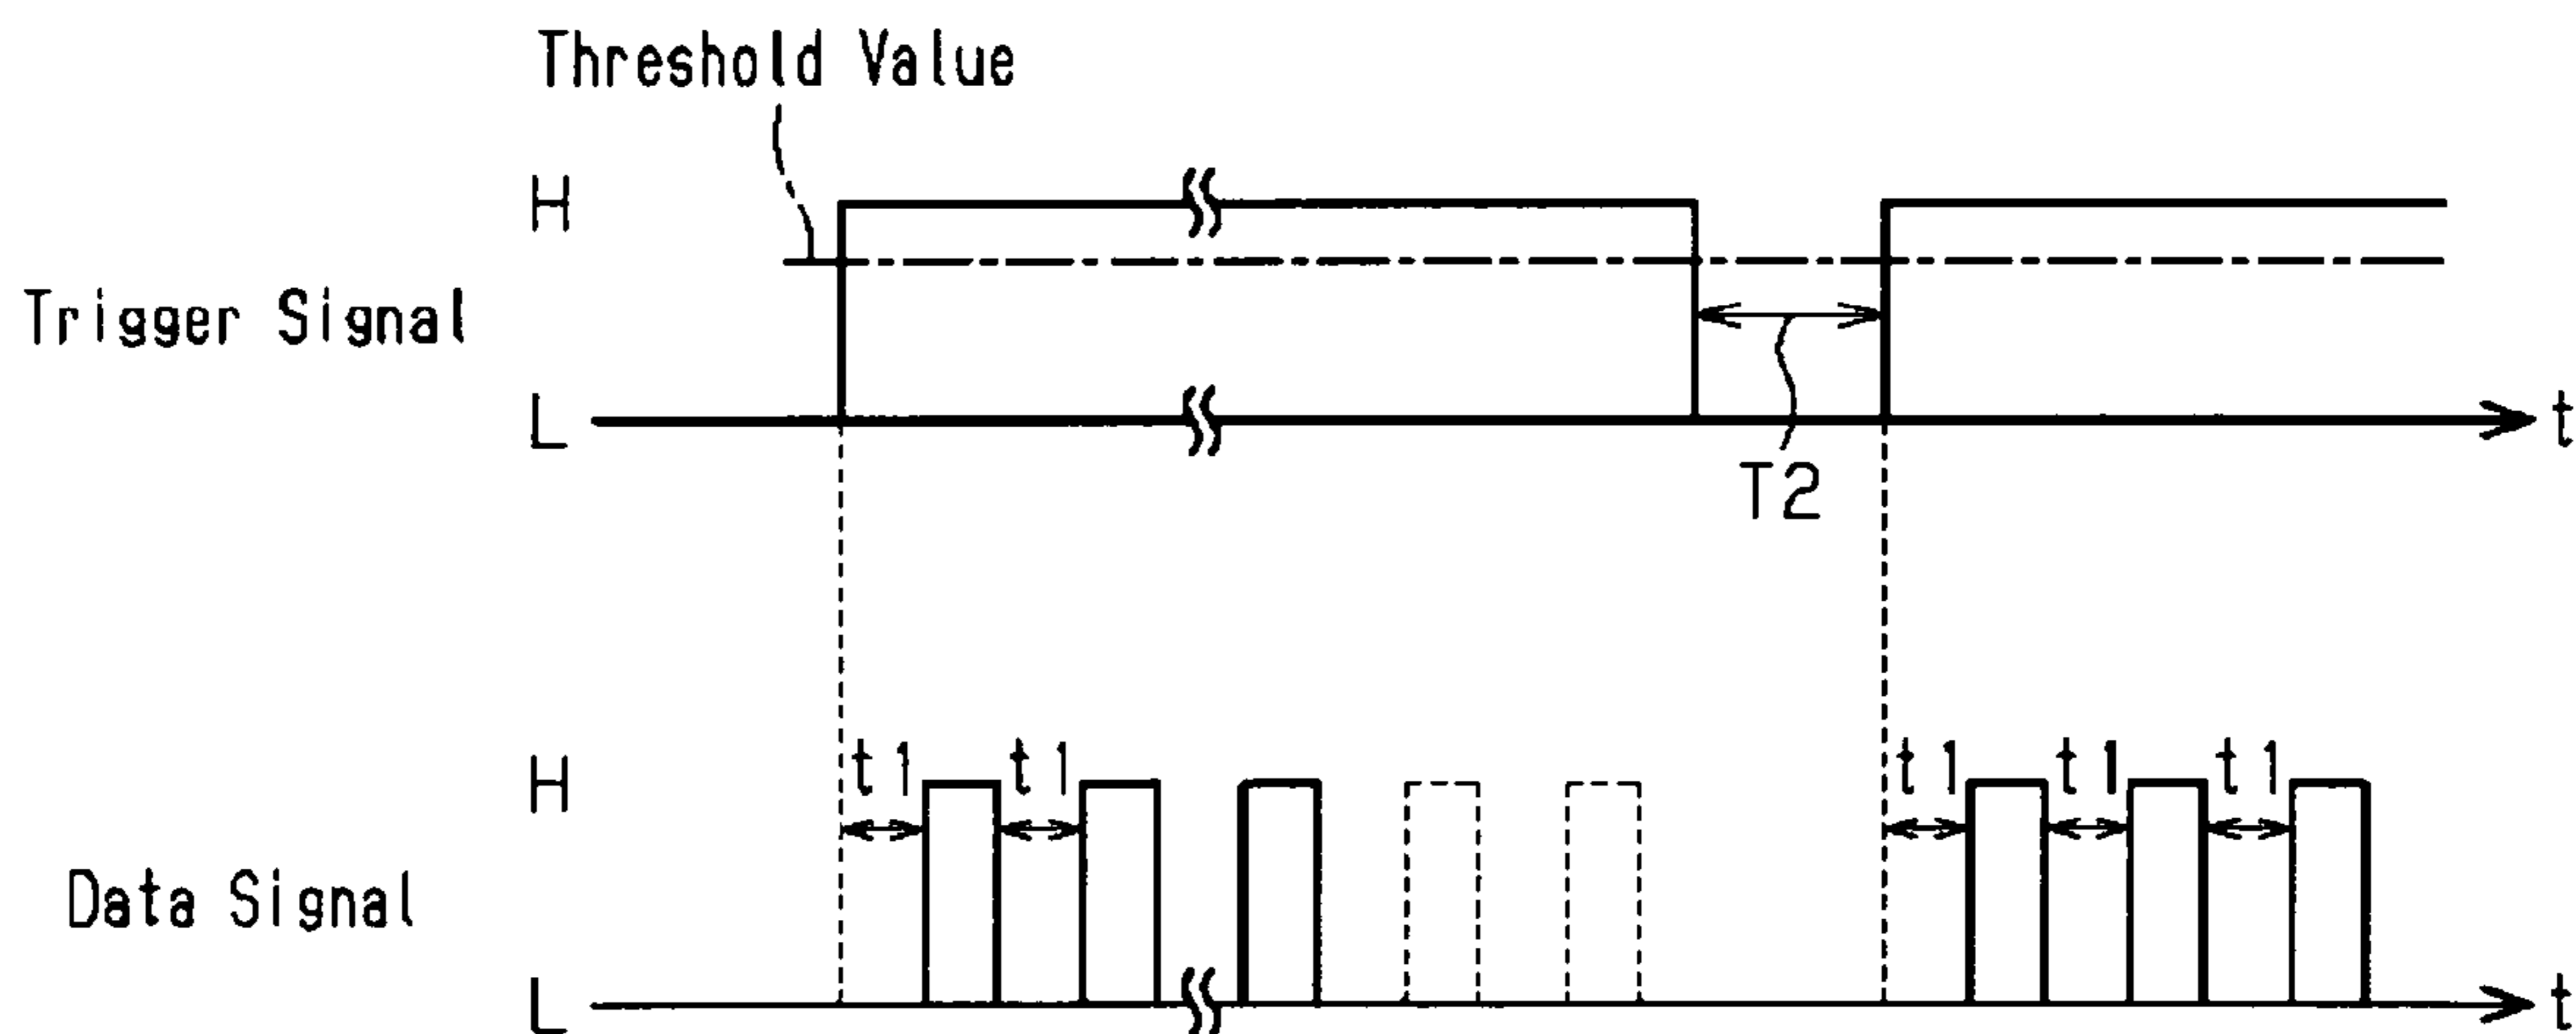 Threshold Value
H
Trigger Signal
L
t
T2
H
t1 t1 t1 t1 t1
Data Signal
L
t